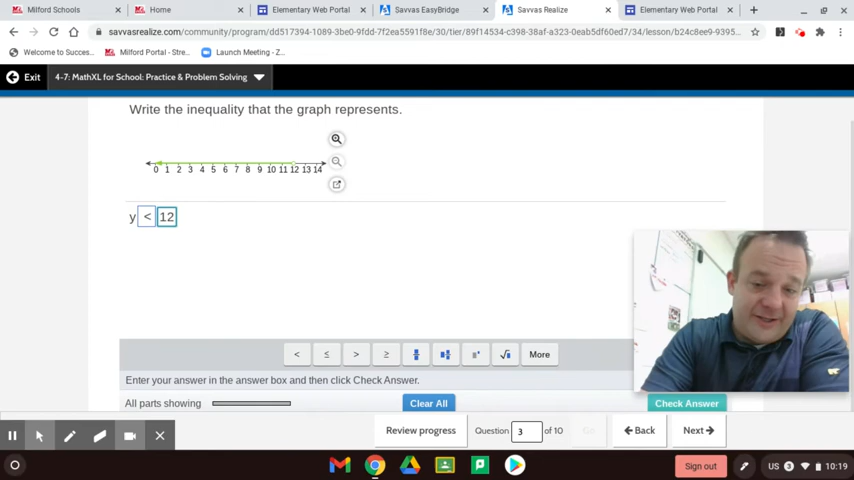 Milford Schools
Home
Elementary Web Portal
Savvas EasyBridge
Savvas Realize
Elementary Web Portal
savvasrealize.com/community/program/dd517394-1089-3be0-9fdd-7f2ea5591f8e/30/tier/89f14534-c398-38af-a323-0eab5df60ed7/34/lesson/b24c8ee9-9395...
Welcome to Succes...
Milford Portal - Stre...
Launch Meeting - Z...
Exit
4-7: MathXL for School: Practice & Problem Solving
Write the inequality that the graph represents.
0 1 2 3 4 5 6 7 8 9 10 11 12 13 14
y < 12
< ≤ > ≥ More
Enter your answer in the answer box and then click Check Answer.
All parts showing
Clear All
Check Answer
Review progress
Question 3 of 10
Go
Back
Next
Sign out
US 3 10:19